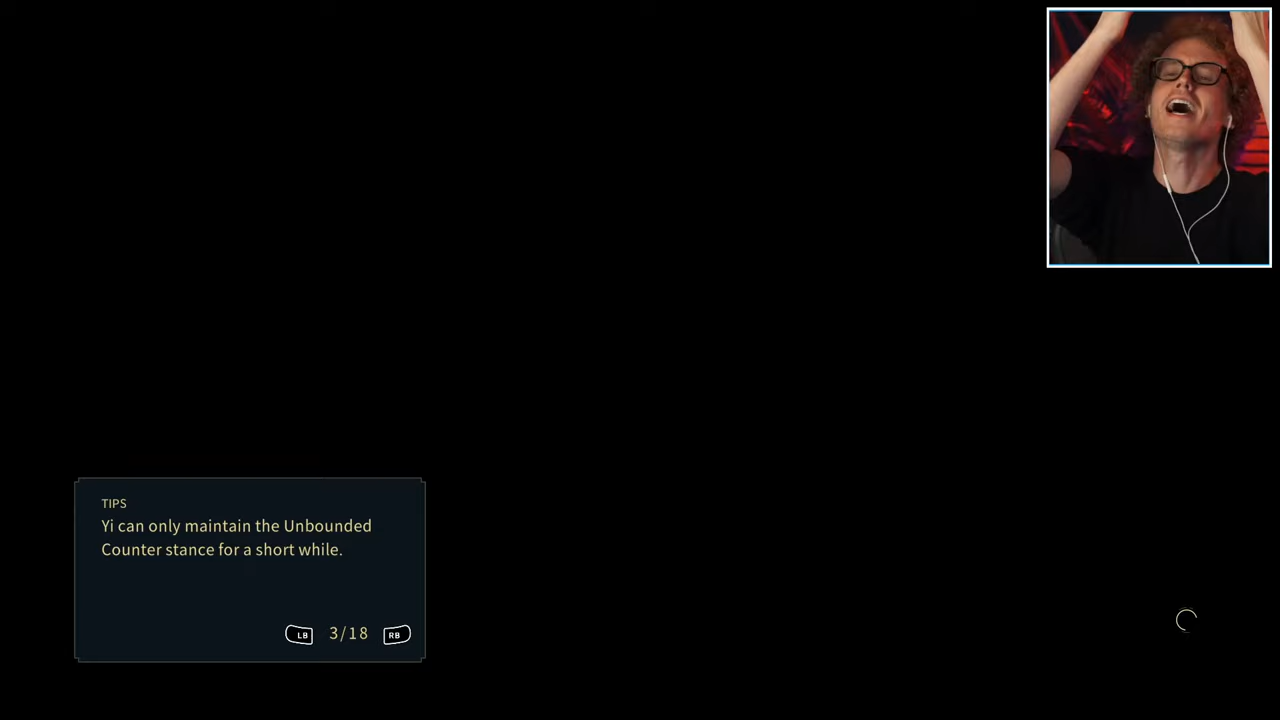 TIPS
Yi can only maintain the Unbounded
Counter stance for a short while.
LB 3/18 RB